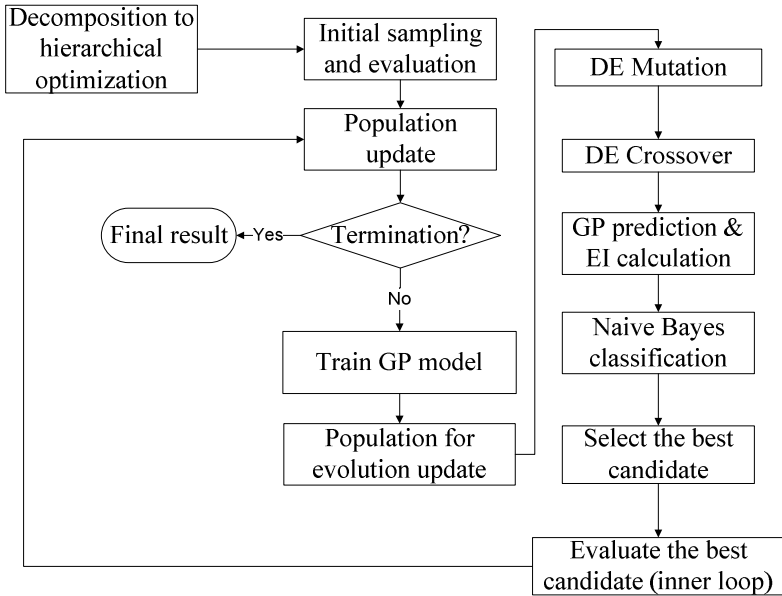 Decomposition to
hierarchical
optimization
Initial sampling
and evaluation
Population
update
Termination?
Yes
Final result
No
Train GP model
Population for
evolution update
DE Mutation
DE Crossover
GP prediction &
EI calculation
Naive Bayes
classification
Select the best
candidate
Evaluate the best
candidate (inner loop)